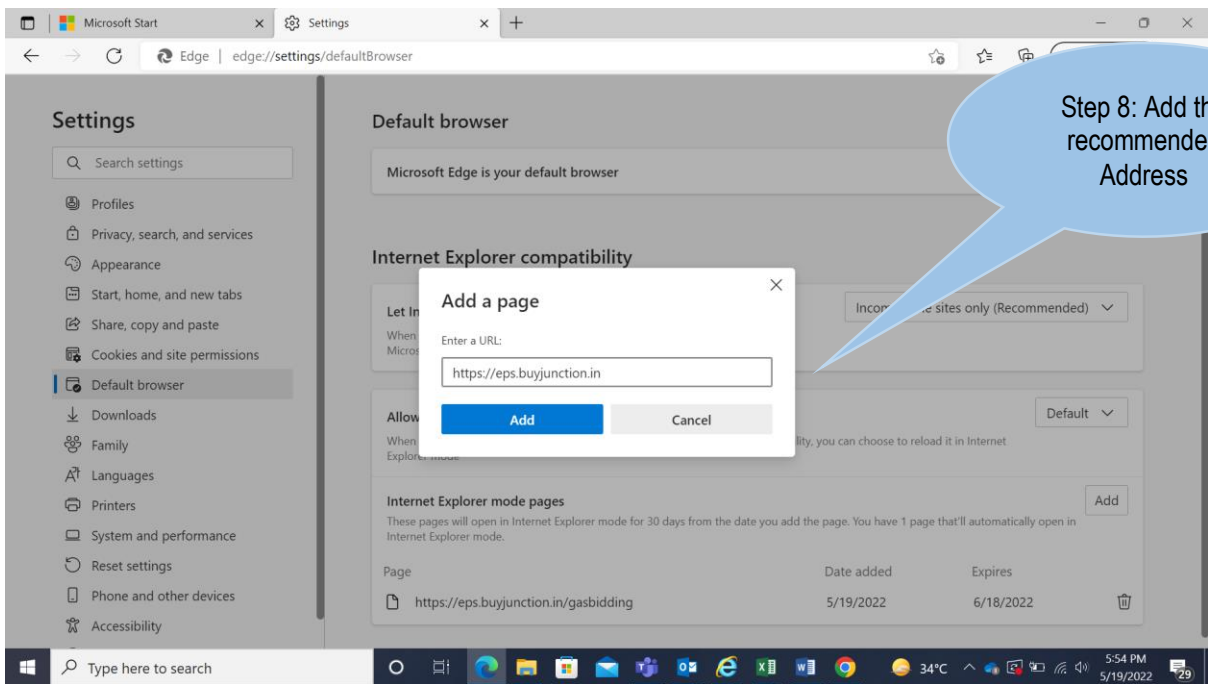 Microsoft Start
Settings
Edge | edge://settings/defaultBrowser
Step 8: Add
Address
Settings
Search settings
Profiles
Privacy, search, and services
Appearance
Start, home, and new tabs
Share, copy and paste
Cookies and site permissions
Default browser
Downloads
Family
Languages
Printers
System and performance
Reset settings
Phone and other devices
Accessibility
Default browser
Microsoft Edge is your default browser
Internet Explorer compatibility
Let
sites only (Recommended)
When
Add a page
Enter a URL:
https://eps.buyjunction.in
Add
Cancel
Allow
Default
When
you can choose to reload it in Internet
mode
Internet Explorer mode pages
Add
These pages will open in Internet Explorer mode for 30 days from the date you add the page. You have 1 page that'll automatically open in
Internet Explorer mode.
Page
Date added
Expires
https://eps.buyjunction.in/gasbidding
5/19/2022
6/18/2022
Type here to search
34°C
5:54 PM
5/19/2022
29